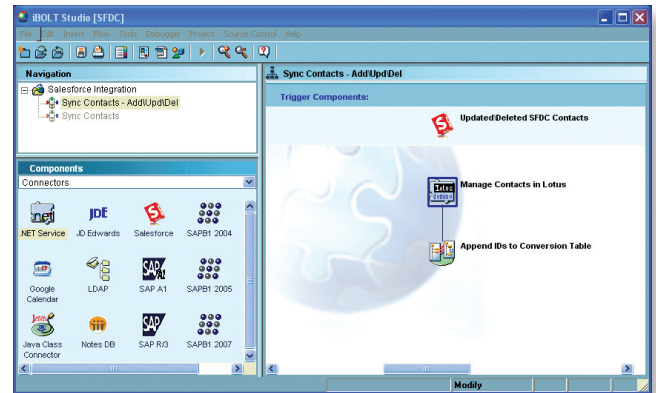 iBOLT Studio [SFDC]
File Edit Insert Flow Tools Debugger Project Source Control Help
Navigation
Salesforce Integration
Sync Contacts - Add\Upd\Del
Sync Contacts
Components
Connectors
.NET Service JD Edwards Salesforce SAPB1 2004
Google Calendar LDAP SAP A1 SAPB1 2005
Java Class Connector Notes DB SAP R/3 SAPB1 2007
Sync Contacts - Add\Upd\Del
Trigger Components:
Updated\Deleted SFDC Contacts
Manage Contacts in Lotus
Append IDs to Conversion Table
Modify